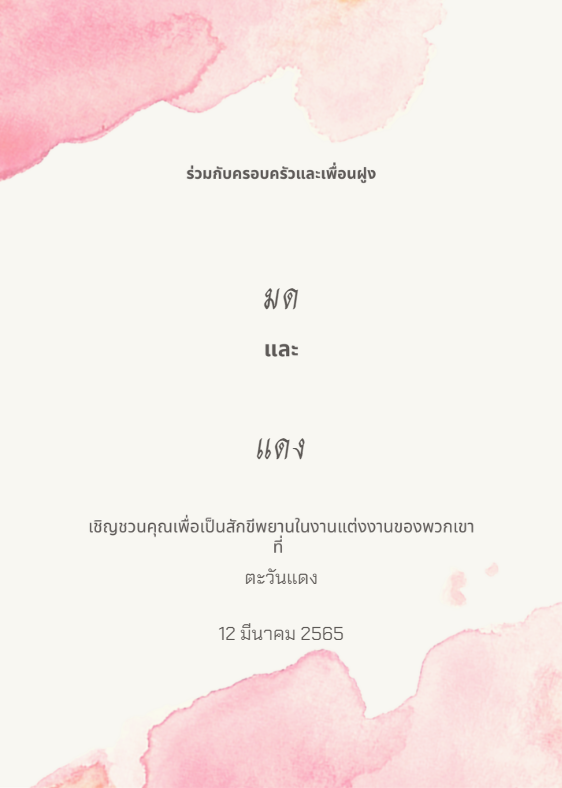 ร่วมกับครอบครัวและเพื่อนฝูง
มด
และ
แดง
เชิญชวนคุณเพื่อเป็นสักขีพยานในงานแต่งงานของพวกเขา
ที่
ตะวันแดง
12 มีนาคม 2565